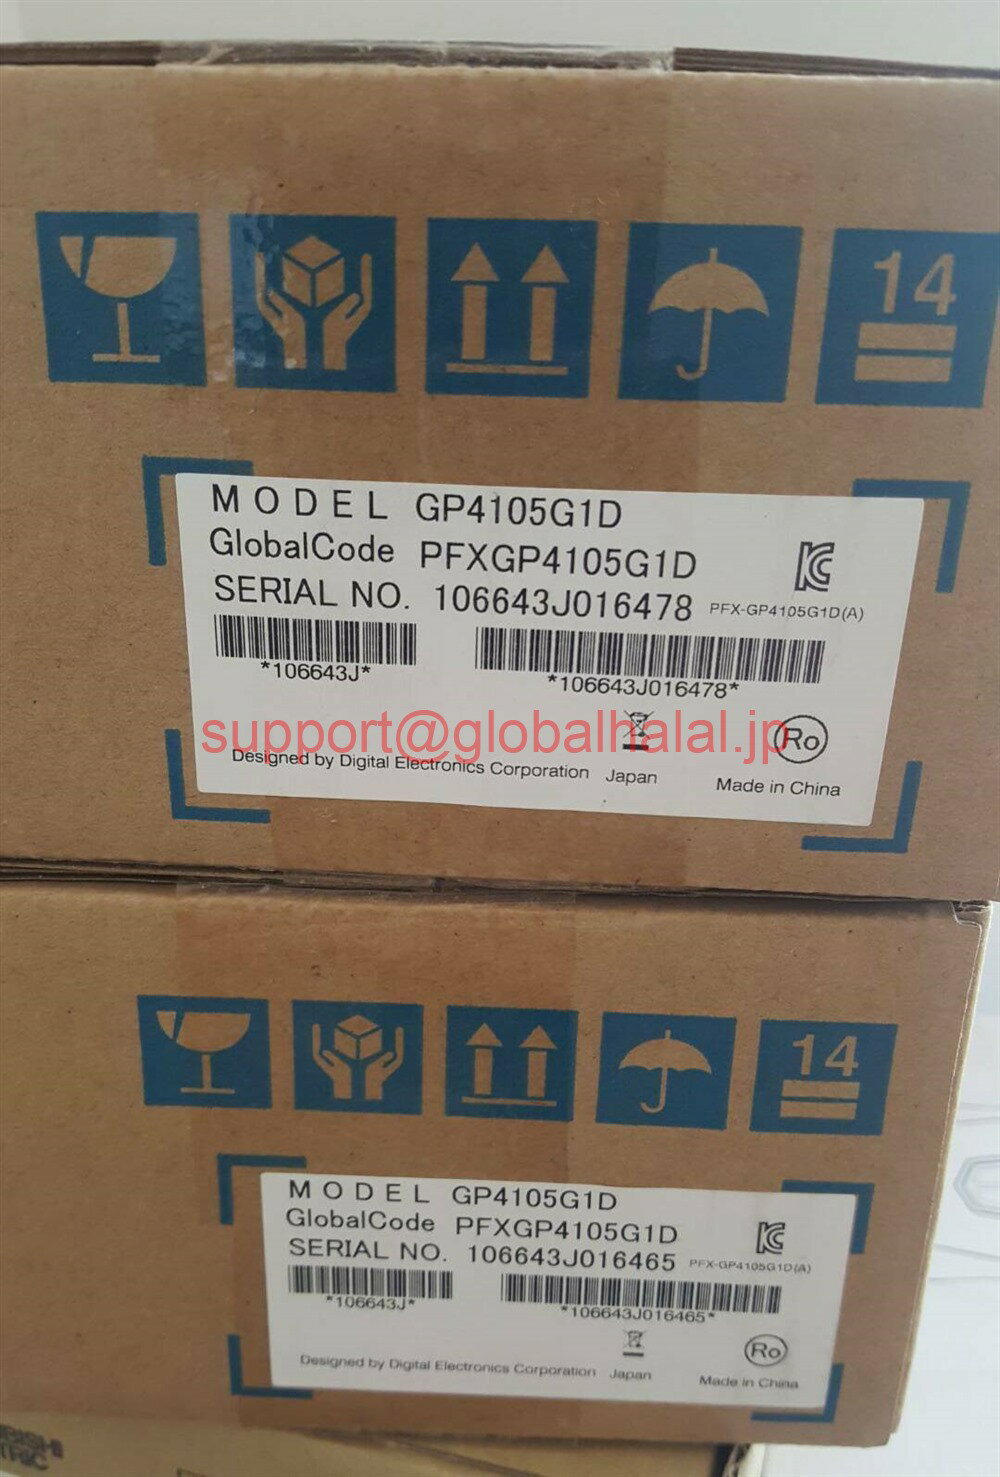 14
MODEL GP4105G1D
GlobalCode PFXGP4105G1D
SERIAL NO. 106643J016478 PFX-GP4105G1D(A)
*106643J* *106643J016478*
support@globalhalal.jp
Ro
Designed by Digital Electronics Corporation Japan Made in China
14
MODEL GP4105G1D
GlobalCode PFXGP4105G1D
SERIAL NO. 106643J016465 PFX-GP4105G1D(A)
*106643J* *106643J016465*
Ro
Designed by Digital Electronics Corporation Japan Made in China